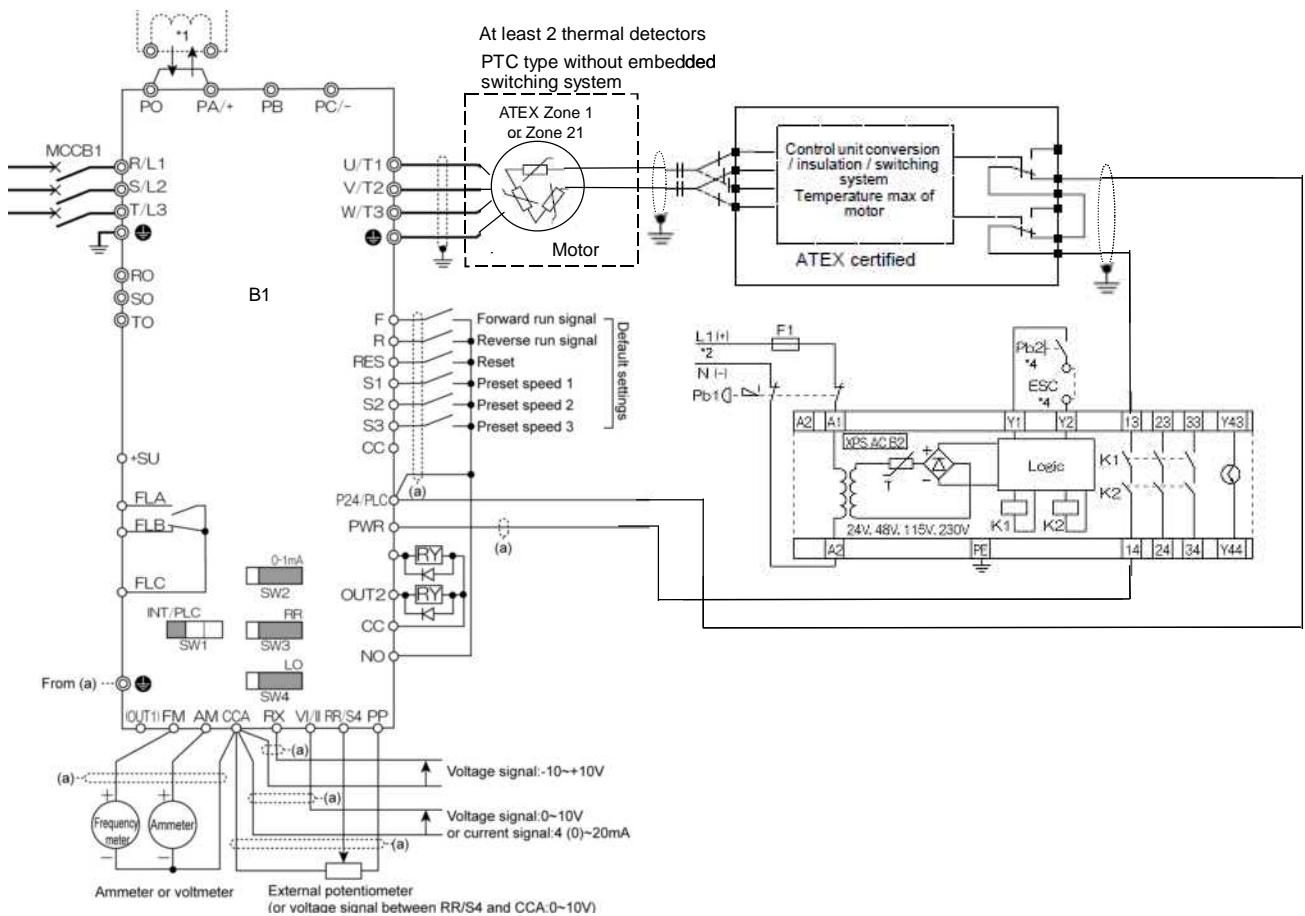 *1
At least 2 thermal detectors
PTC type without embedded
switching system
PO PA/+ PB PC/-
ATEX Zone 1
or Zone 21
Motor
MCCB1
R/L1
S/L2
T/L3
U/T1
V/T2
W/T3
Control unit conversion
/ insulation / switching
system
Temperature max of
motor
ATEX certified
RO
SO
TO
B1
F
R
RES
S1
S2
S3
CC
Forward run signal
Reverse run signal
Reset
Preset speed 1
Preset speed 2
Preset speed 3
Default settings
L1 (+)
*2
N (-)
F1
Pb1
Pb2
*4
ESC
*4
A2 A1 Y1 Y2 13 23 33 Y43
XPS AC B2
+
-
T
Logic
K1
K2
K1 K2
24V, 48V, 115V, 230V
A2 PE 14 24 34 Y44
+SU
FLA
FLB
FLC
P24/PLC
(a)
PWR
(a)
RY
OUT2
RY
CC
NO
0-1mA
SW2
INT/PLC
SW1
RR
SW3
LO
SW4
From (a)
(OUT1) FM AM CCA RX VI/II RR/S4 PP
(a)
(a)
Voltage signal:-10~+10V
(a)
Voltage signal:0~10V
or current signal:4 (0)~20mA
(a)
+
Frequency
meter
−
+
Ammeter
−
Ammeter or voltmeter
External potentiometer
(or voltage signal between RR/S4 and CCA:0~10V)